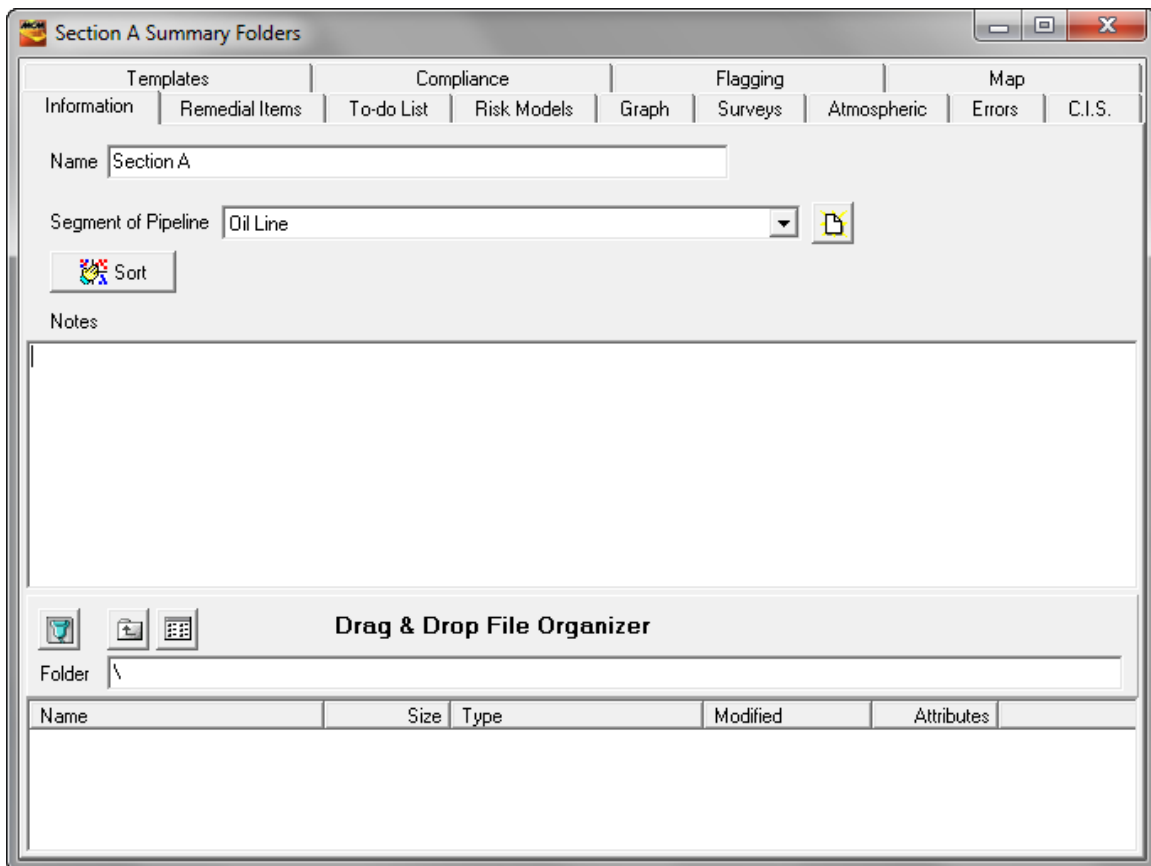 Section A Summary Folders
Templates Compliance Flagging Map
Information Remedial Items To-do List Risk Models Graph Surveys Atmospheric Errors C.I.S.
Name Section A
Segment of Pipeline Oil Line
Sort
Notes
Drag & Drop File Organizer
Folder \
Name Size Type Modified Attributes